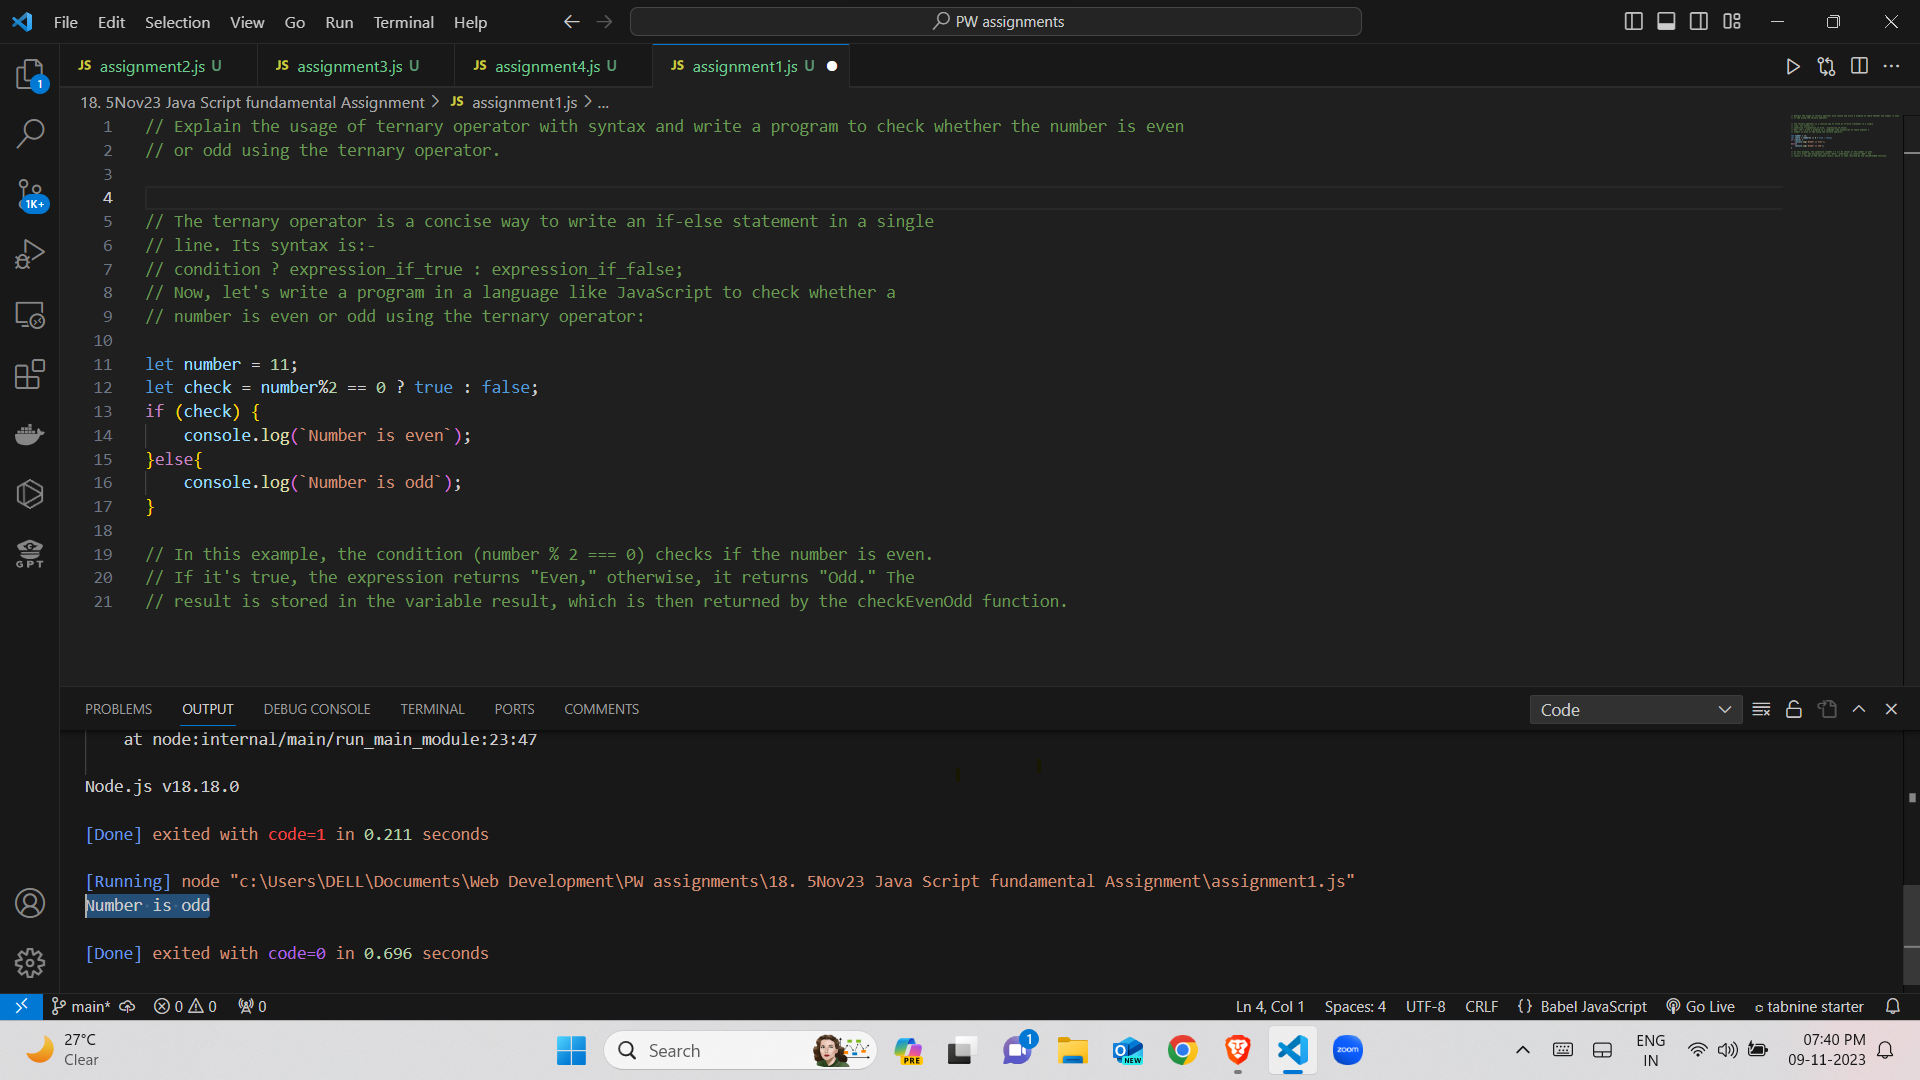 File Edit Selection View Go Run Terminal Help
PW assignments
JS assignment2.js U
JS assignment3.js U
JS assignment4.js U
JS assignment1.js U
18. 5Nov23 Java Script fundamental Assignment > JS assignment1.js > ...
1 // Explain the usage of ternary operator with syntax and write a program to check whether the number is even
2 // or odd using the ternary operator.
3
4
5 // The ternary operator is a concise way to write an if-else statement in a single
6 // line. Its syntax is:-
7 // condition ? expression_if_true : expression_if_false;
8 // Now, let's write a program in a language like JavaScript to check whether a
9 // number is even or odd using the ternary operator:
10
11 let number = 11;
12 let check = number%2 == 0 ? true : false;
13 if (check) {
14 console.log(`Number is even`);
15 }else{
16 console.log(`Number is odd`);
17 }
18
19 // In this example, the condition (number % 2 === 0) checks if the number is even.
20 // If it's true, the expression returns "Even," otherwise, it returns "Odd." The
21 // result is stored in the variable result, which is then returned by the checkEvenOdd function.
1
1K+
GPT
PROBLEMS OUTPUT DEBUG CONSOLE TERMINAL PORTS COMMENTS
Code
at node:internal/main/run_main_module:23:47
Node.js v18.18.0
[Done] exited with code=1 in 0.211 seconds
[Running] node "c:\Users\DELL\Documents\Web Development\PW assignments\18. 5Nov23 Java Script fundamental Assignment\assignment1.js"
Number is odd
[Done] exited with code=0 in 0.696 seconds
main* 0 0 0
Ln 4, Col 1 Spaces: 4 UTF-8 CRLF {} Babel JavaScript Go Live tabnine starter
27°C
Clear
Search
PRE
1
NEW
zoom
ENG
IN
07:40 PM
09-11-2023